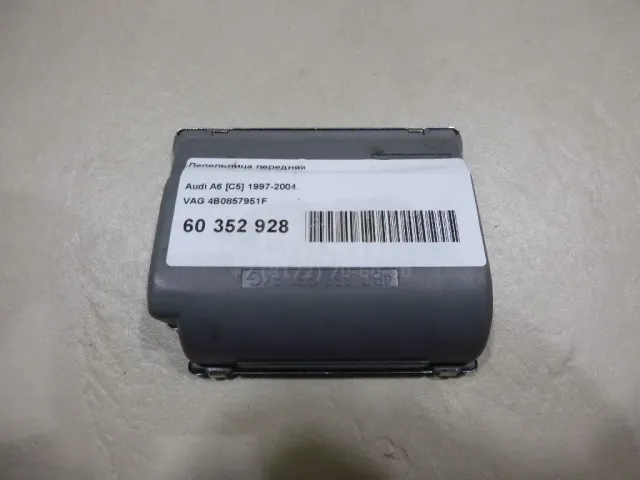 Пепельница передняя
Audi A6 [C5] 1997-2004
VAG 4B0857951F
60 352 928